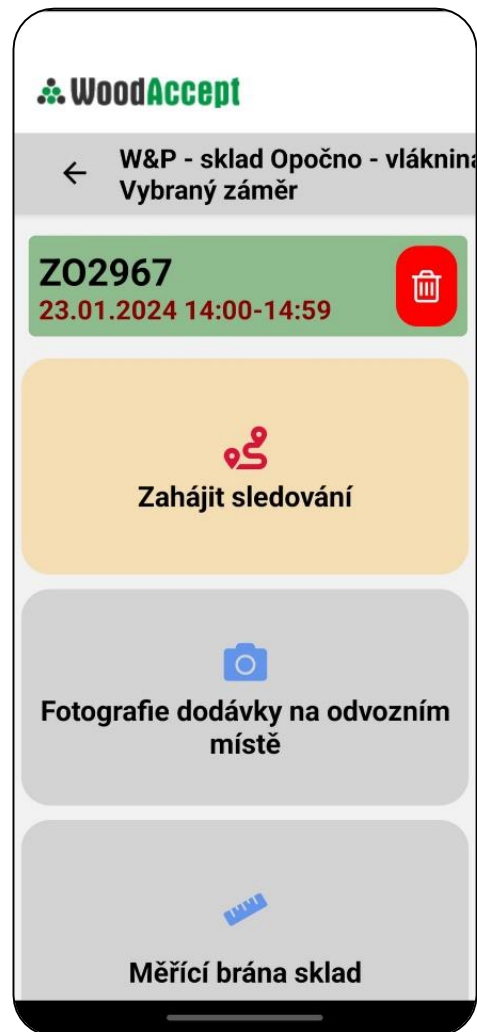 WoodAccept
W&P - sklad Opočno - vláknina
Vybraný záměr
ZO2967
23.01.2024 14:00-14:59
Zahájit sledování
Fotografie dodávky na odvozním
místě
Měřící brána sklad